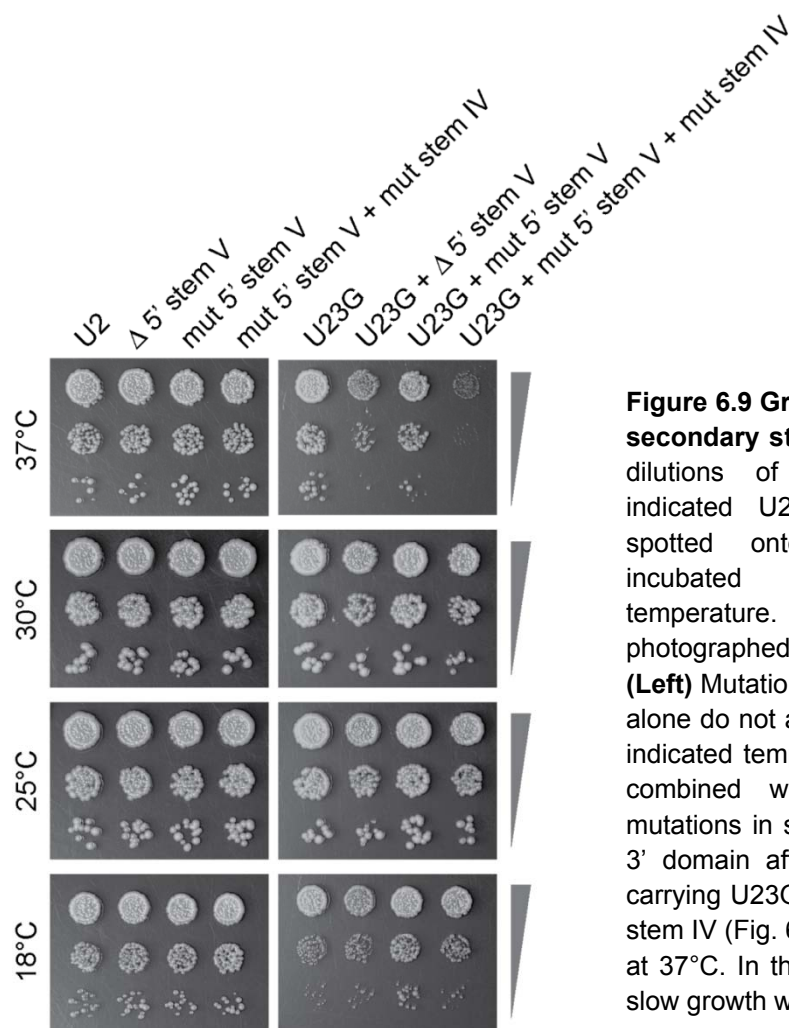 U2
Δ 5’ stem V
mut 5’ stem V
mut 5’ stem V + mut stem IV
U23G
U23G + Δ 5’ stem V
U23G + mut 5’ stem V
U23G + mut 5’ stem V + mut stem IV
37°C
30°C
25°C
18°C
Figure 6.9 Gr
secondary st
dilutions of
indicated U2
spotted ont
incubated
temperature.
photographed
(Left) Mutatio
alone do not a
indicated tem
combined w
mutations in s
3’ domain aff
carrying U23G
stem IV (Fig. 6
at 37°C. In th
slow growth w